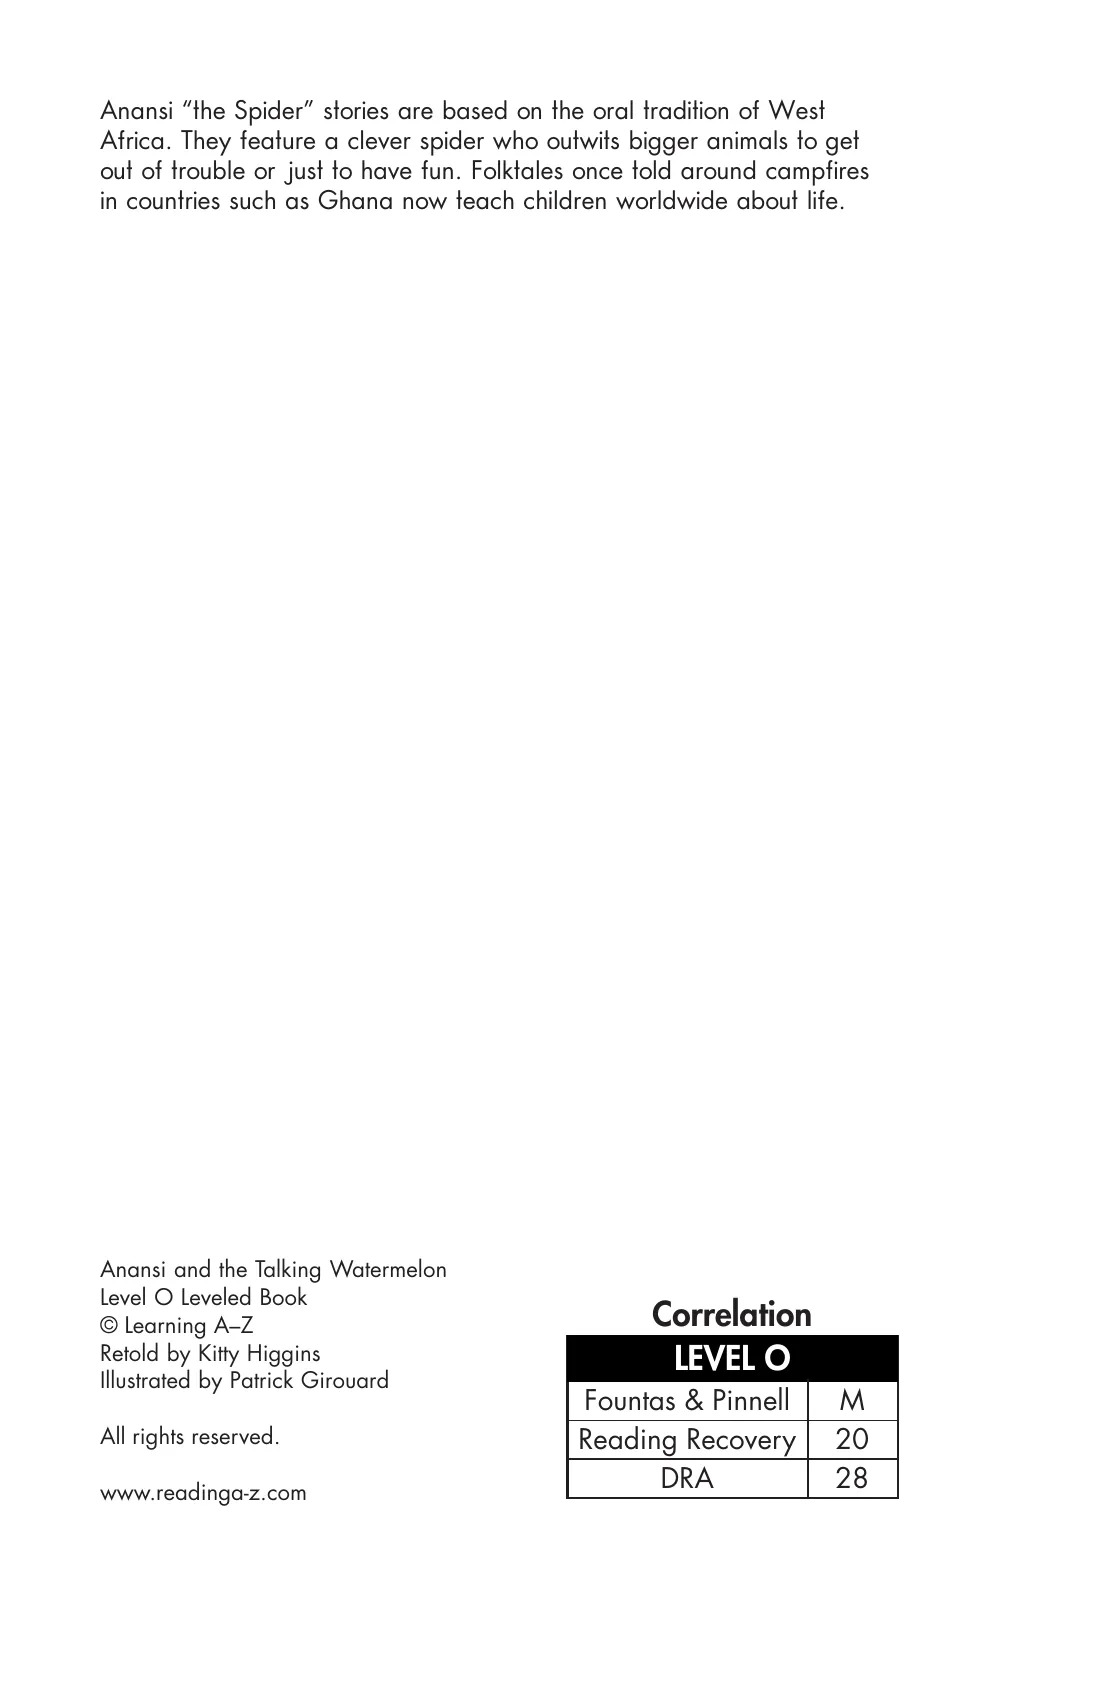 Anansi “the Spider” stories are based on the oral tradition of West
Africa. They feature a clever spider who outwits bigger animals to get
out of trouble or just to have fun. Folktales once told around campfires
in countries such as Ghana now teach children worldwide about life.
Anansi and the Talking Watermelon
Level O Leveled Book
© Learning A–Z
Retold by Kitty Higgins
Illustrated by Patrick Girouard
All rights reserved.
www.readinga-z.com
Correlation
LEVEL O
Fountas & Pinnell M
Reading Recovery 20
DRA 28